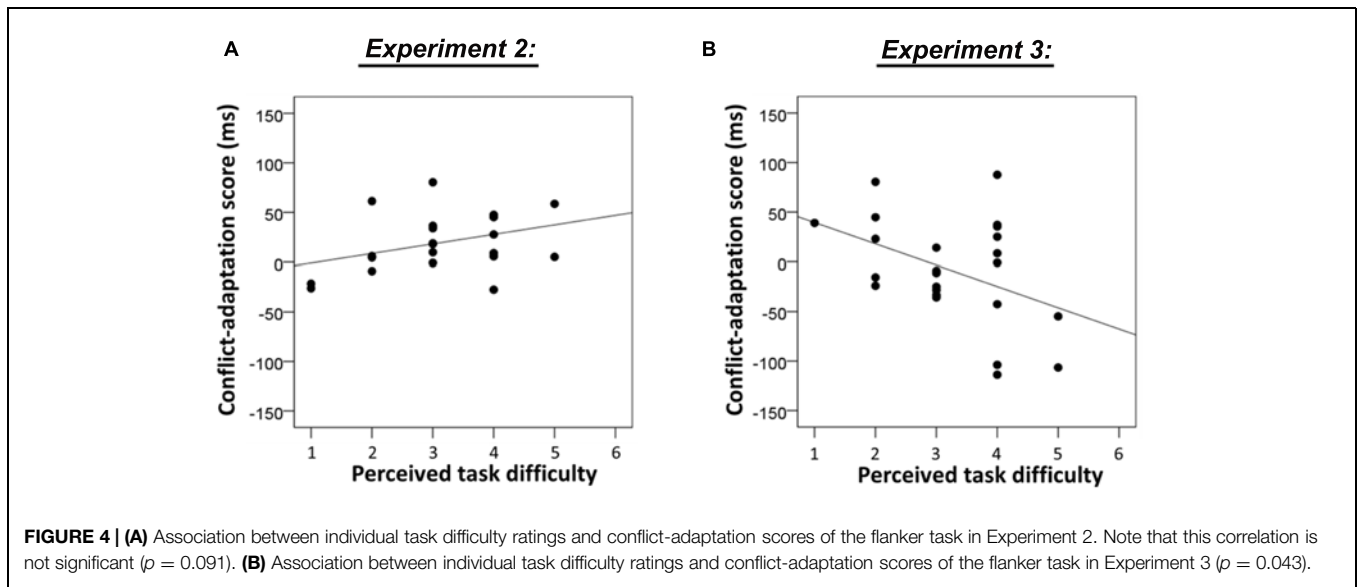 A
Experiment 2:
Conflict-adaptation score (ms)
150
100
50
0
-50
-100
-150
1 2 3 4 5 6
Perceived task difficulty
B
Experiment 3:
Conflict-adaptation score (ms)
150
100
50
0
-50
-100
-150
1 2 3 4 5 6
Perceived task difficulty
FIGURE 4 | (A) Association between individual task difficulty ratings and conflict-adaptation scores of the flanker task in Experiment 2. Note that this correlation is
not significant (p = 0.091). (B) Association between individual task difficulty ratings and conflict-adaptation scores of the flanker task in Experiment 3 (p = 0.043).